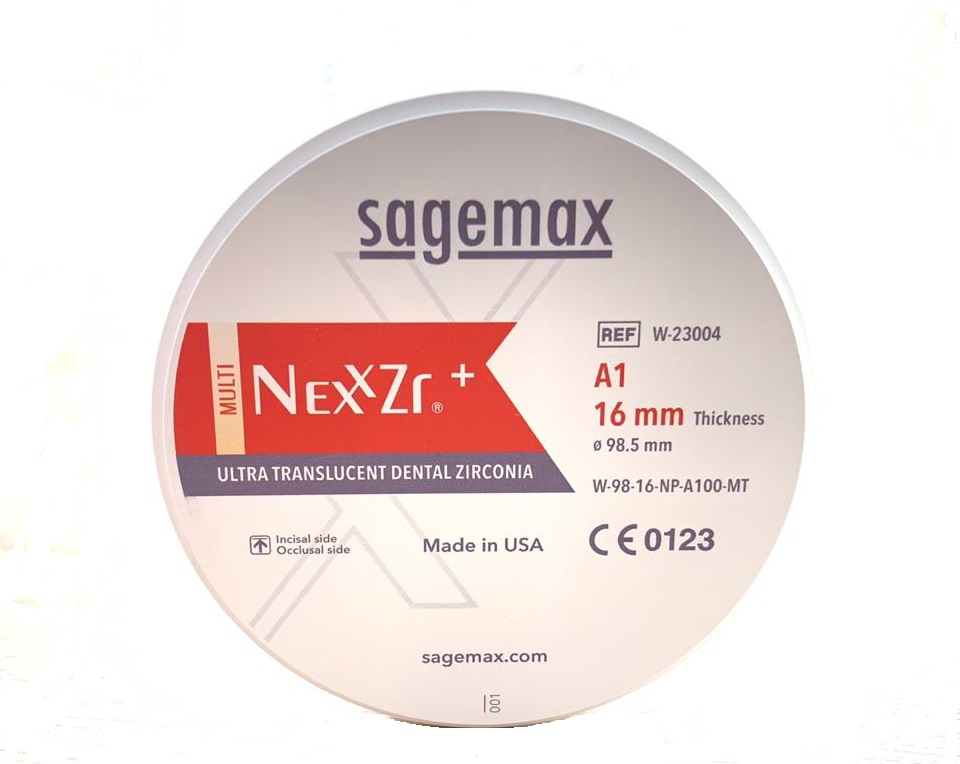 sagemax
MULTI
NexxZr®+
ULTRA TRANSLUCENT DENTAL ZIRCONIA
REF W-23004
A1
16 mm Thickness
ø 98.5 mm
W-98-16-NP-A100-MT
Incisal side
Occlusal side
Made in USA
CE 0123
sagemax.com
001